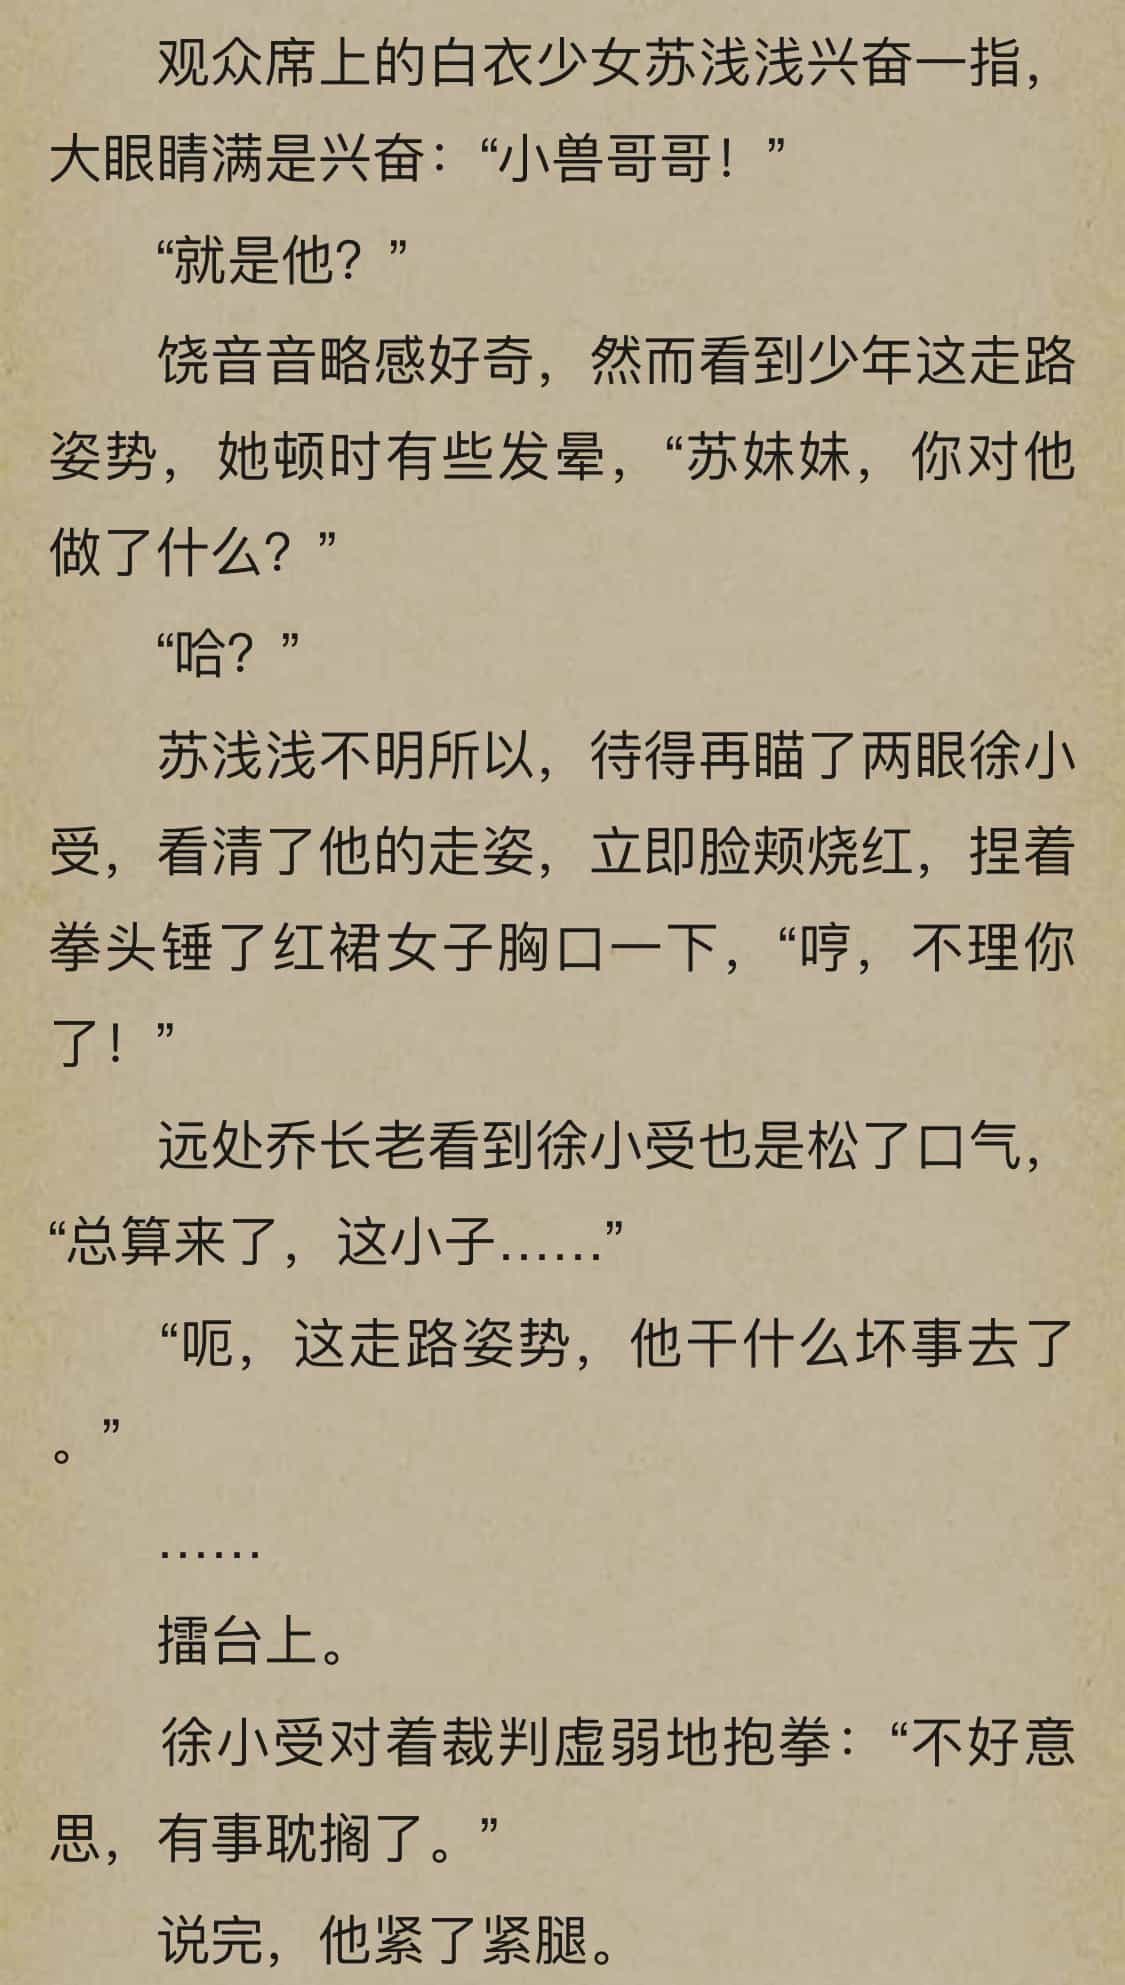 观众席上的白衣少女苏浅浅兴奋一指，
大眼睛满是兴奋：“小兽哥哥！”
“就是他？”
饶音音略感好奇，然而看到少年这走路
姿势，她顿时有些发晕，“苏妹妹，你对他
做了什么？”
“哈？”
苏浅浅不明所以，待得再瞄了两眼徐小
受，看清了他的走姿，立即脸颊烧红，捏着
拳头锤了红裙女子胸口一下，“哼，不理你
了！”
远处乔长老看到徐小受也是松了口气，
“总算来了，这小子……”
“呃，这走路姿势，他干什么坏事去了
。”
……
擂台上。
徐小受对着裁判虚弱地抱拳：“不好意
思，有事耽搁了。”
说完，他紧了紧腿。